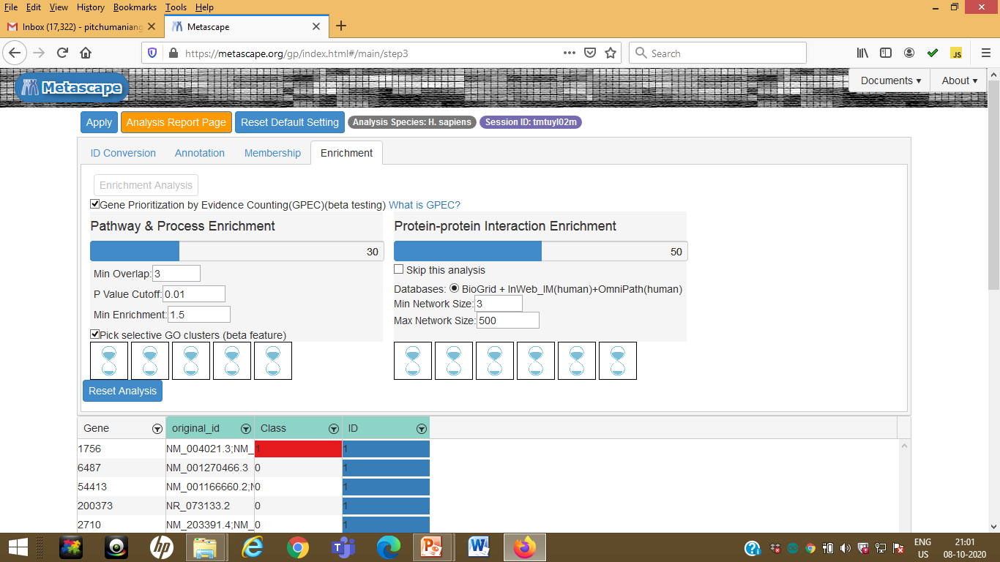 File Edit View History Bookmarks Tools Help
Inbox (17,322) - pitchumaniang
Metascape
https://metascape.org/gp/index.html#/main/step3
Search
JS
Metascape
Documents
About
Apply
Analysis Report Page
Reset Default Setting
Analysis Species: H. sapiens
Session ID: tmtuyl02m
ID Conversion
Annotation
Membership
Enrichment
Enrichment Analysis
Gene Prioritization by Evidence Counting(GPEC)(beta testing) What is GPEC?
Pathway & Process Enrichment
30
Min Overlap: 3
P Value Cutoff: 0.01
Min Enrichment: 1.5
Pick selective GO clusters (beta feature)
Protein-protein Interaction Enrichment
50
Skip this analysis
Databases: BioGrid + InWeb_IM(human)+OmniPath(human)
Min Network Size: 3
Max Network Size: 500
Reset Analysis
Gene original_id Class ID
1756 NM_004021.3;NM_ 1 1
6487 NM_001270466.3 0 1
54413 NM_001166660.2;N 0 1
200373 NR_073133.2 0 1
2710 NM_203391.4;NM_ 0 1
hp
ENG
US
21:01
08-10-2020